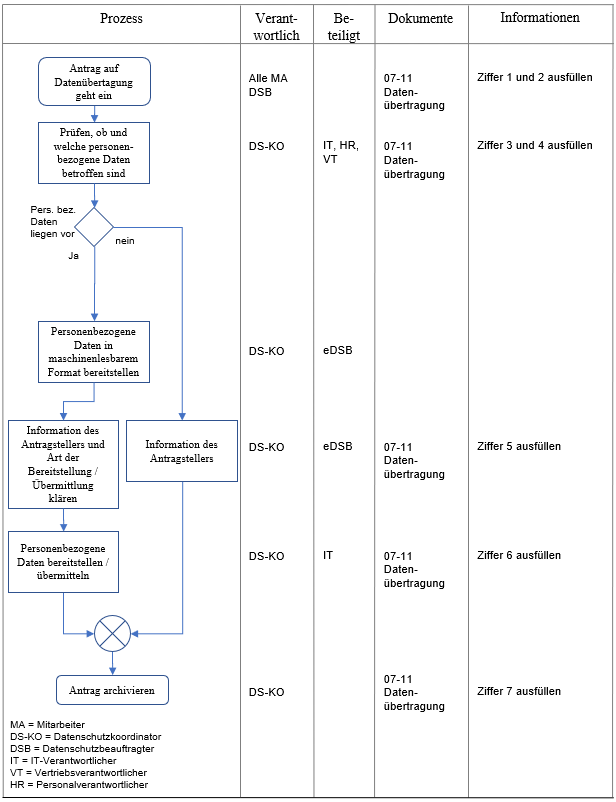 Prozess
Verant-
wortlich
Be-
teiligt
Dokumente
Informationen
Antrag auf
Datenübertagung
geht ein
Alle MA
DSB
07-11
Daten-
übertragung
Ziffer 1 und 2 ausfüllen
Prüfen, ob und
welche personen-
bezogene Daten
betroffen sind
DS-KO
IT, HR,
VT
07-11
Daten-
übertragung
Ziffer 3 und 4 ausfüllen
Pers. bez.
Daten
liegen vor
nein
Ja
Personenbezogene
Daten in
maschinenlesbarem
Format bereitstellen
DS-KO
eDSB
Information des
Antragstellers und
Art der
Bereitstellung /
Übermittlung
klären
Information des
Antragstellers
DS-KO
eDSB
07-11
Daten-
übertragung
Ziffer 5 ausfüllen
Personenbezogene
Daten bereitstellen /
übermitteln
DS-KO
IT
07-11
Daten-
übertragung
Ziffer 6 ausfüllen
Antrag archivieren
DS-KO
07-11
Daten-
übertragung
Ziffer 7 ausfüllen
MA = Mitarbeiter
DS-KO = Datenschutzkoordinator
DSB = Datenschutzbeauftragter
IT = IT-Verantwortlicher
VT = Vertriebsverantwortlicher
HR = Personalverantwortlicher